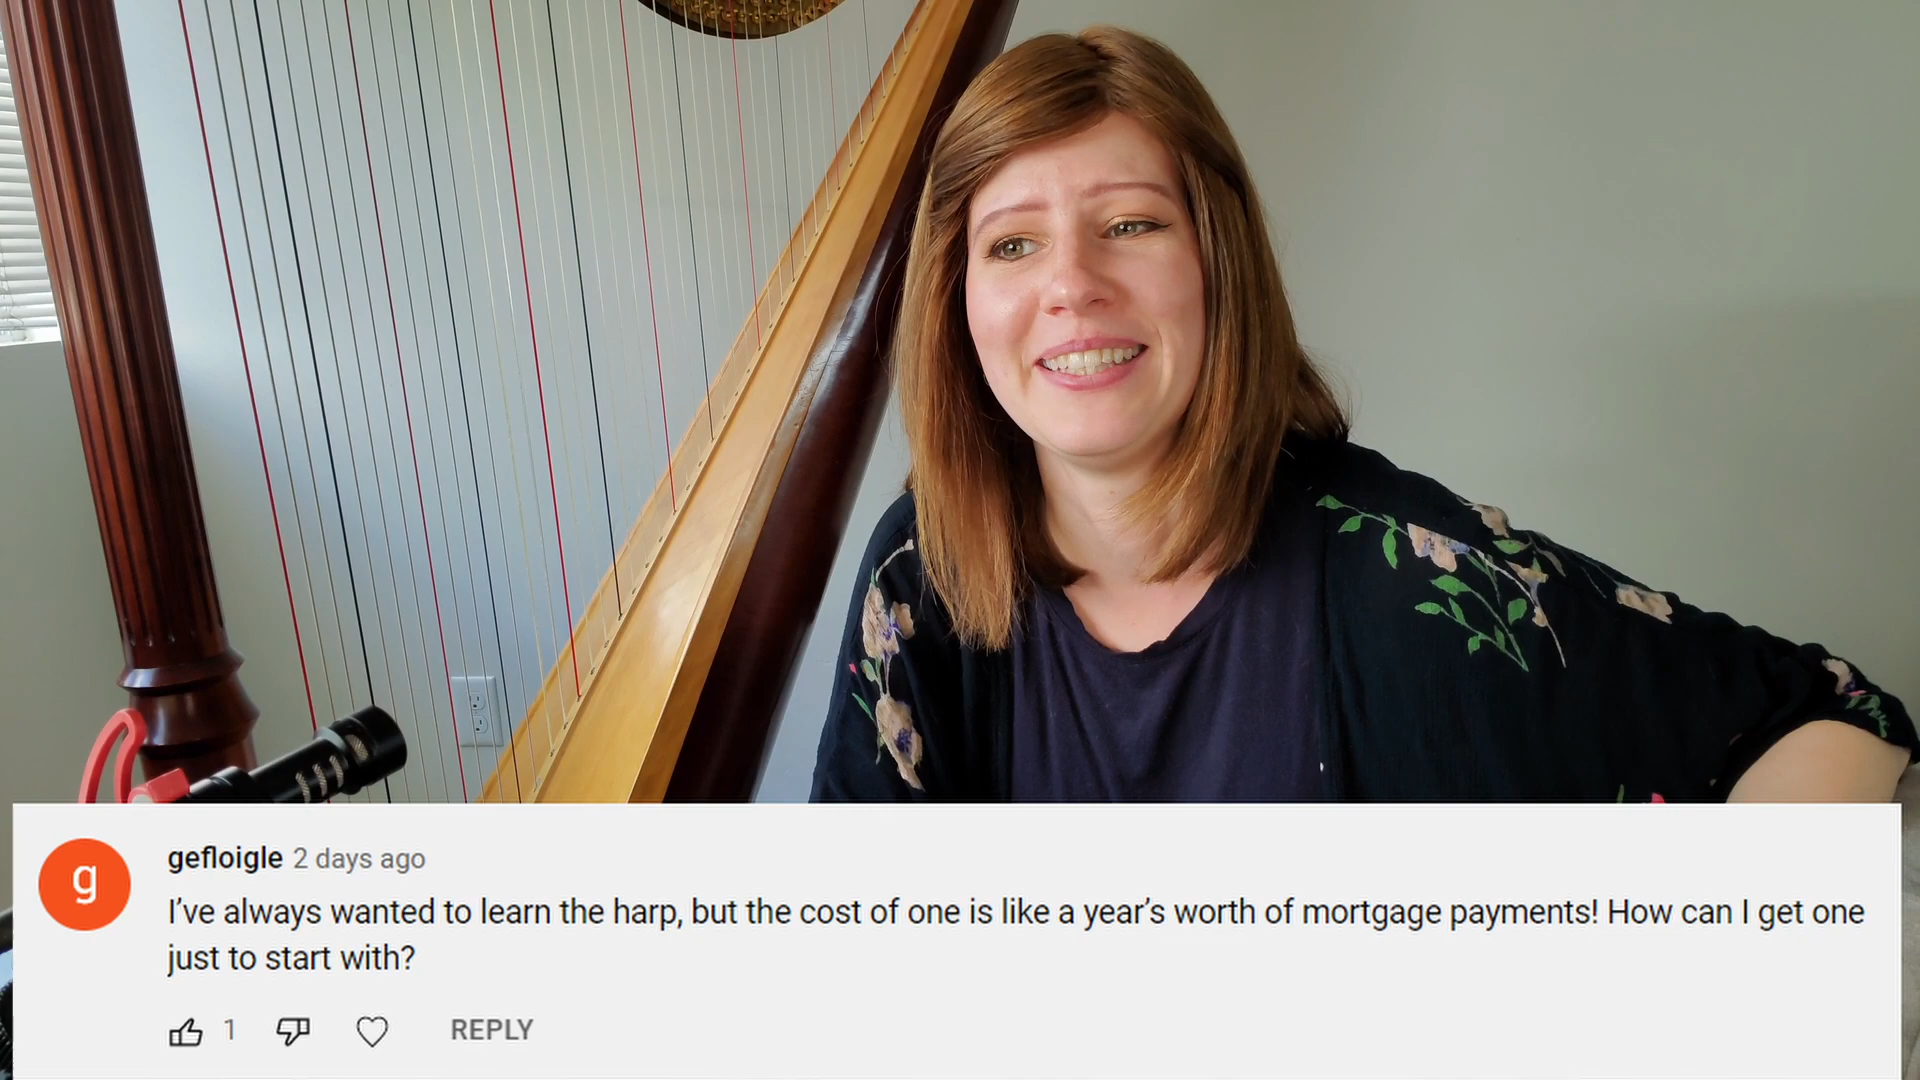 g
gefloigle 2 days ago
I’ve always wanted to learn the harp, but the cost of one is like a year’s worth of mortgage payments! How can I get one
just to start with?
1
REPLY